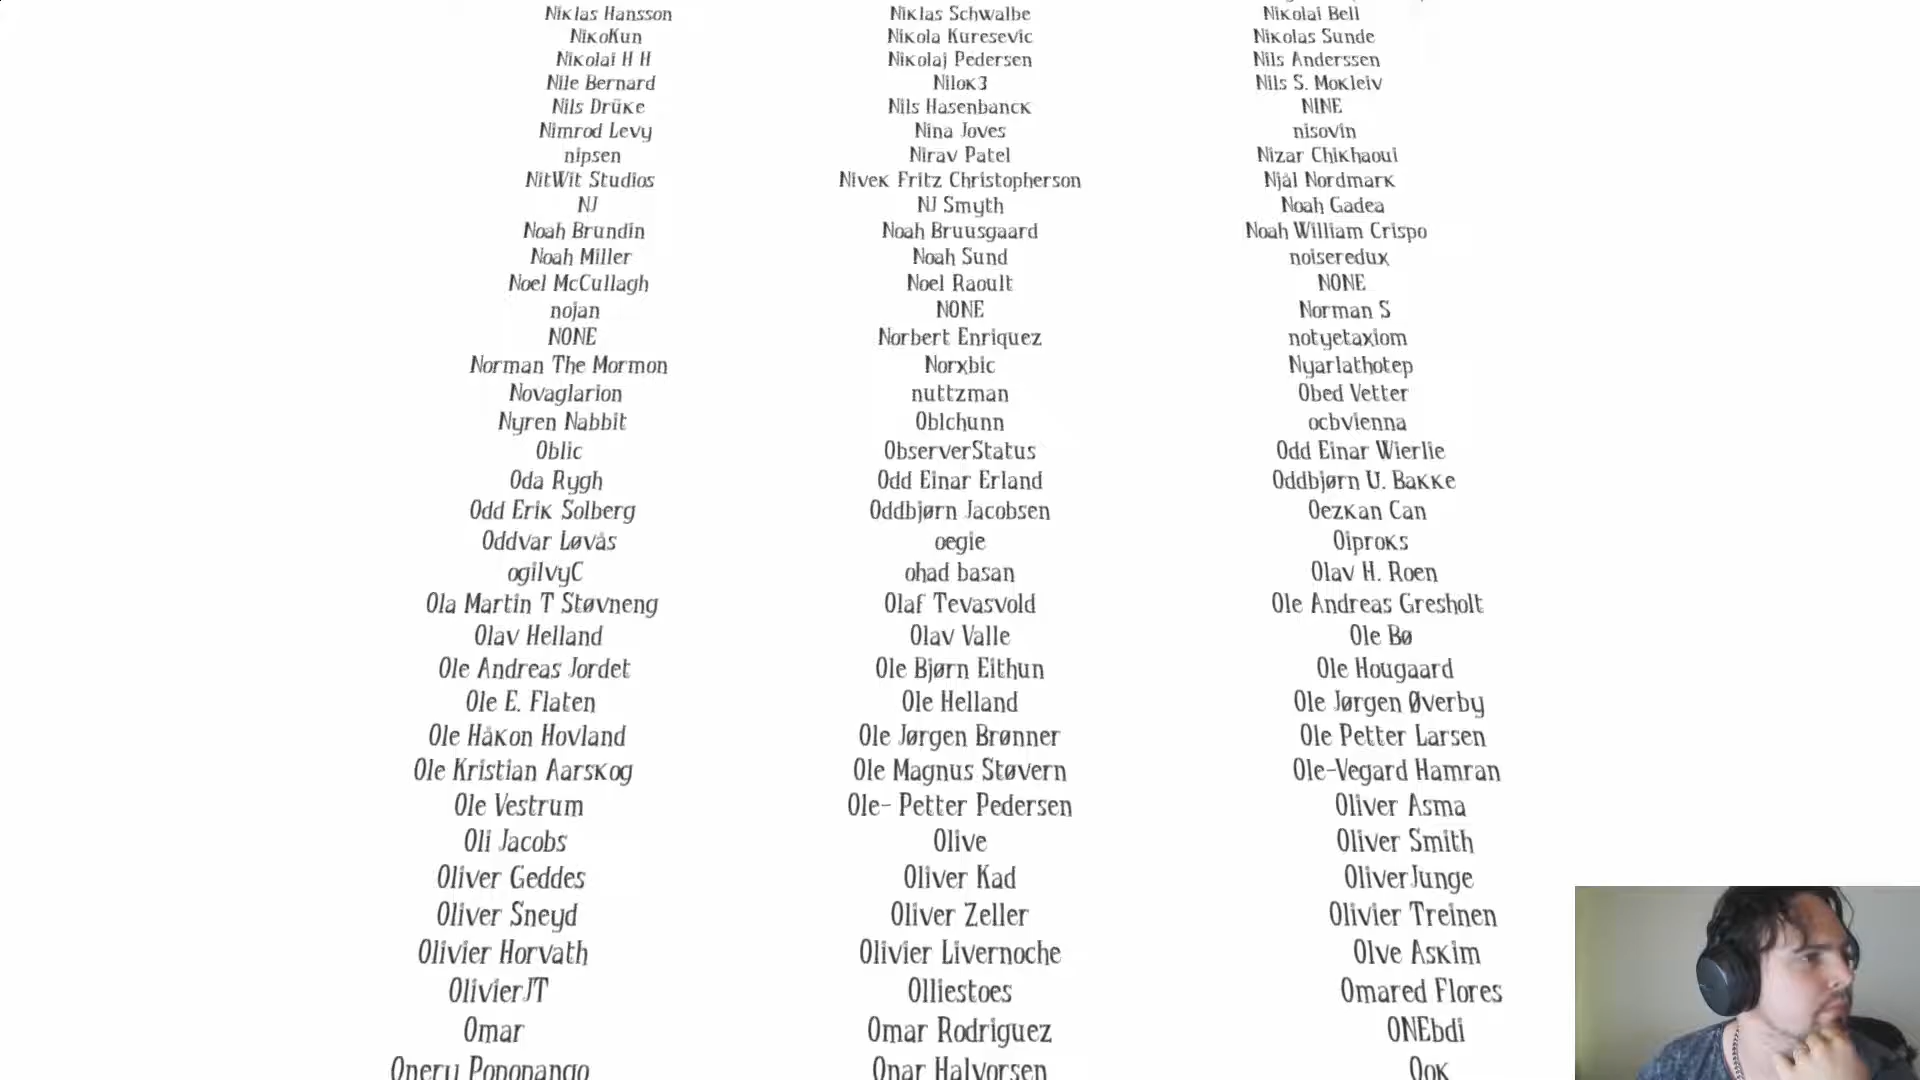 Niklas Hansson Niklas Schwalbe Nikolai Bell
NikoKun Nikola Kuresevic Nikolas Sunde
Nikolai H H Nikolaj Pedersen Nils Anderssen
Nile Bernard Nilok3 Nils S. Mokleiv
Nils Drüke Nils Hasenbanck NINE
Nimrod Levy Nina Joves nisovin
nipsen Nirav Patel Nizar Chikhaoui
NitWit Studios Nivek Fritz Christopherson Njål Nordmark
NJ NJ Smyth Noah Gadea
Noah Brundin Noah Bruusgaard Noah William Crispo
Noah Miller Noah Sund noiseredux
Noel McCullagh Noel Raoult NONE
nojan NONE Norman S
NONE Norbert Enriquez notyetaxiom
Norman The Mormon Norxbic Nyarlathotep
Novaglarion nuttzman Obed Vetter
Nyren Nabbit Oblchunn ocbvienna
Oblic ObserverStatus Odd Einar Wierlie
Oda Rygh Odd Einar Erland Oddbjørn U. Bakke
Odd Erik Solberg Oddbjørn Jacobsen Oezkan Can
Oddvar Løvås oegie Oiproks
ogilvyC ohad basan Olav H. Roen
Ola Martin T Støvneng Olaf Tevasvold Ole Andreas Gresholt
Olav Helland Olav Valle Ole Bø
Ole Andreas Jordet Ole Bjørn Eithun Ole Hougaard
Ole E. Flaten Ole Helland Ole Jørgen Øverby
Ole Håkon Hovland Ole Jørgen Brønner Ole Petter Larsen
Ole Kristian Aarskog Ole Magnus Støvern Ole-Vegard Hamran
Ole Vestrum Ole- Petter Pedersen Oliver Asma
Oli Jacobs Olive Oliver Smith
Oliver Geddes Oliver Kad OliverJunge
Oliver Sneyd Oliver Zeller Olivier Treinen
Olivier Horvath Olivier Livernoche Olve Askim
OlivierJT Olliestoes Omared Flores
Omar Omar Rodriguez ONEbdi
Onery Popopango Onar Halvorsen Ook